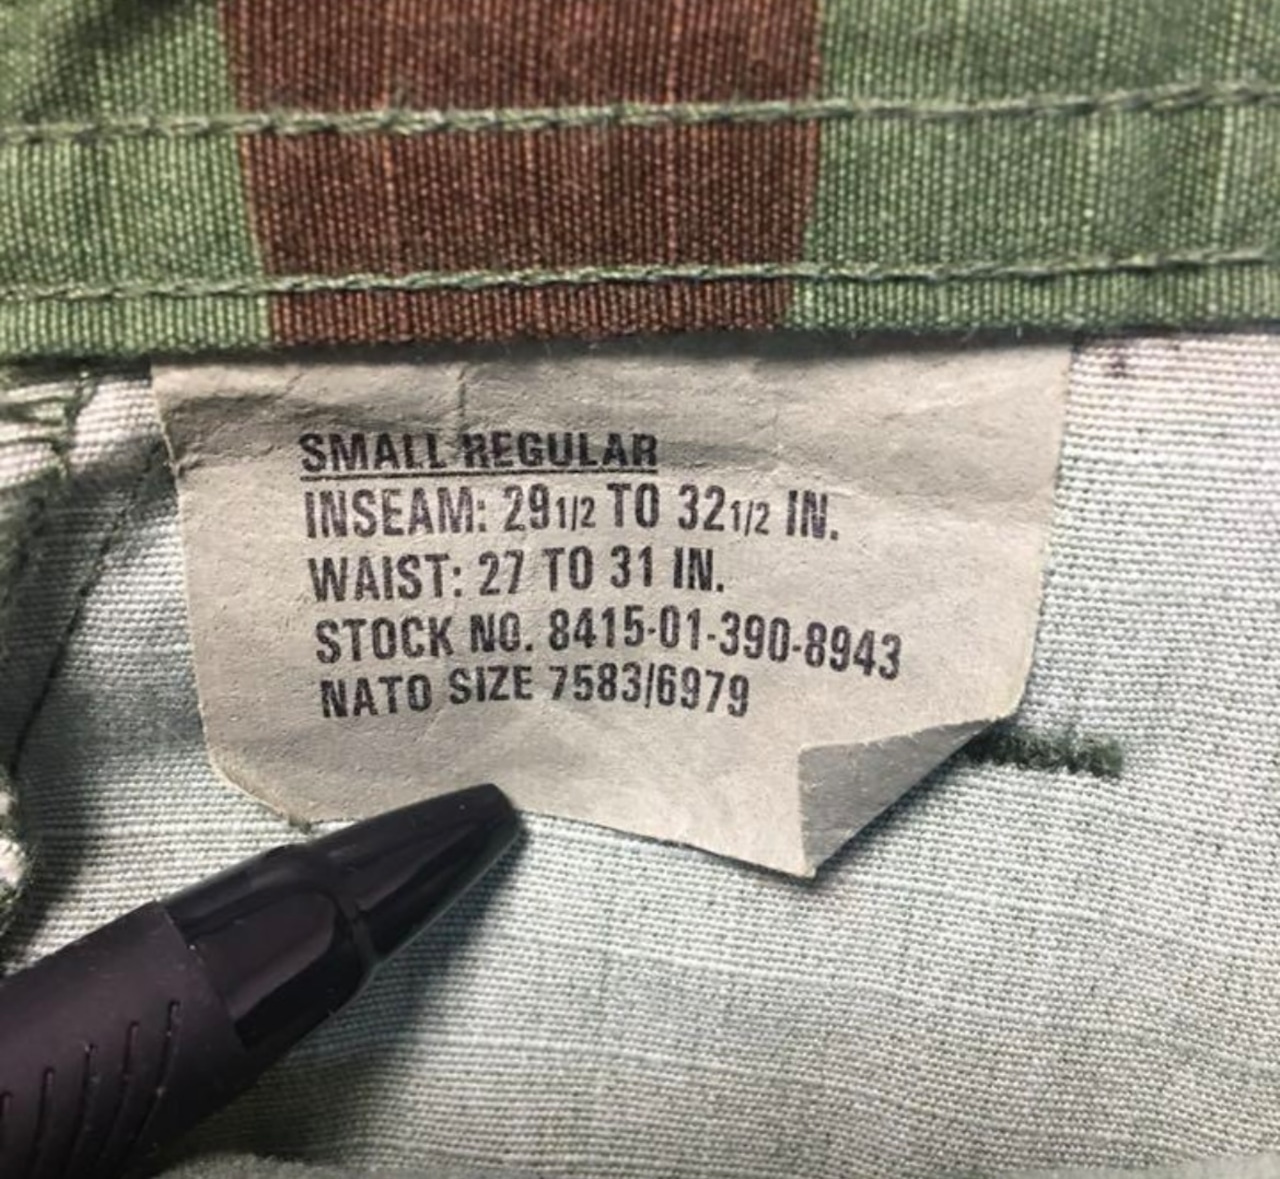 SMALL REGULAR
INSEAM: 29 1/2 TO 32 1/2 IN.
WAIST: 27 TO 31 IN.
STOCK NO. 8415-01-390-8943
NATO SIZE 7583/6979